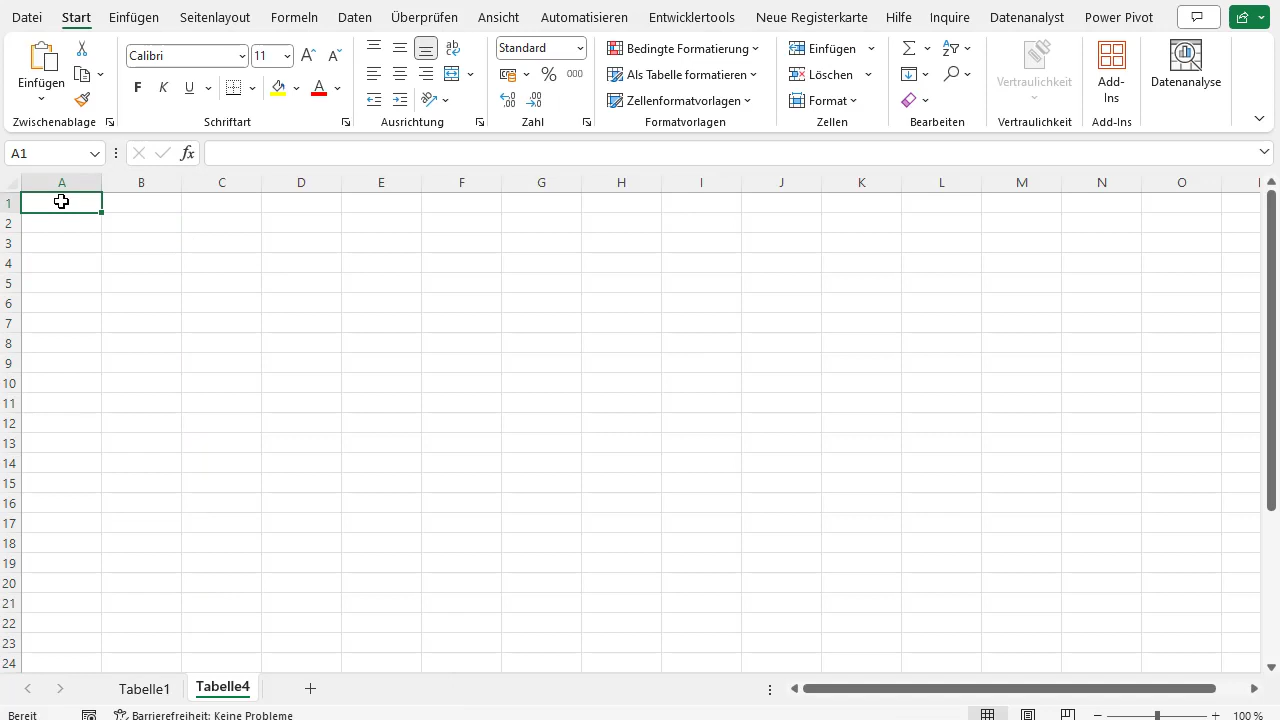 Datei Start Einfügen Seitenlayout Formeln Daten Überprüfen Ansicht Automatisieren Entwicklertools Neue Registerkarte Hilfe Inquire Datenanalyst Power Pivot
Calibri 11 Standard Bedingte Formatierung Einfügen
Einfügen Als Tabelle formatieren Löschen Vertraulichkeit Add-Ins Datenanalyse
F K U A % 000 Zellenformatvorlagen Format
Zwischenablage Schriftart Ausrichtung Zahl Formatvorlagen Zellen Bearbeiten Vertraulichkeit Add-Ins
A1 fx
A B C D E F G H I J K L M N O
1
2
3
4
5
6
7
8
9
10
11
12
13
14
15
16
17
18
19
20
21
22
23
24
Tabelle1 Tabelle4
Bereit Barrierefreiheit: Keine Probleme 100 %